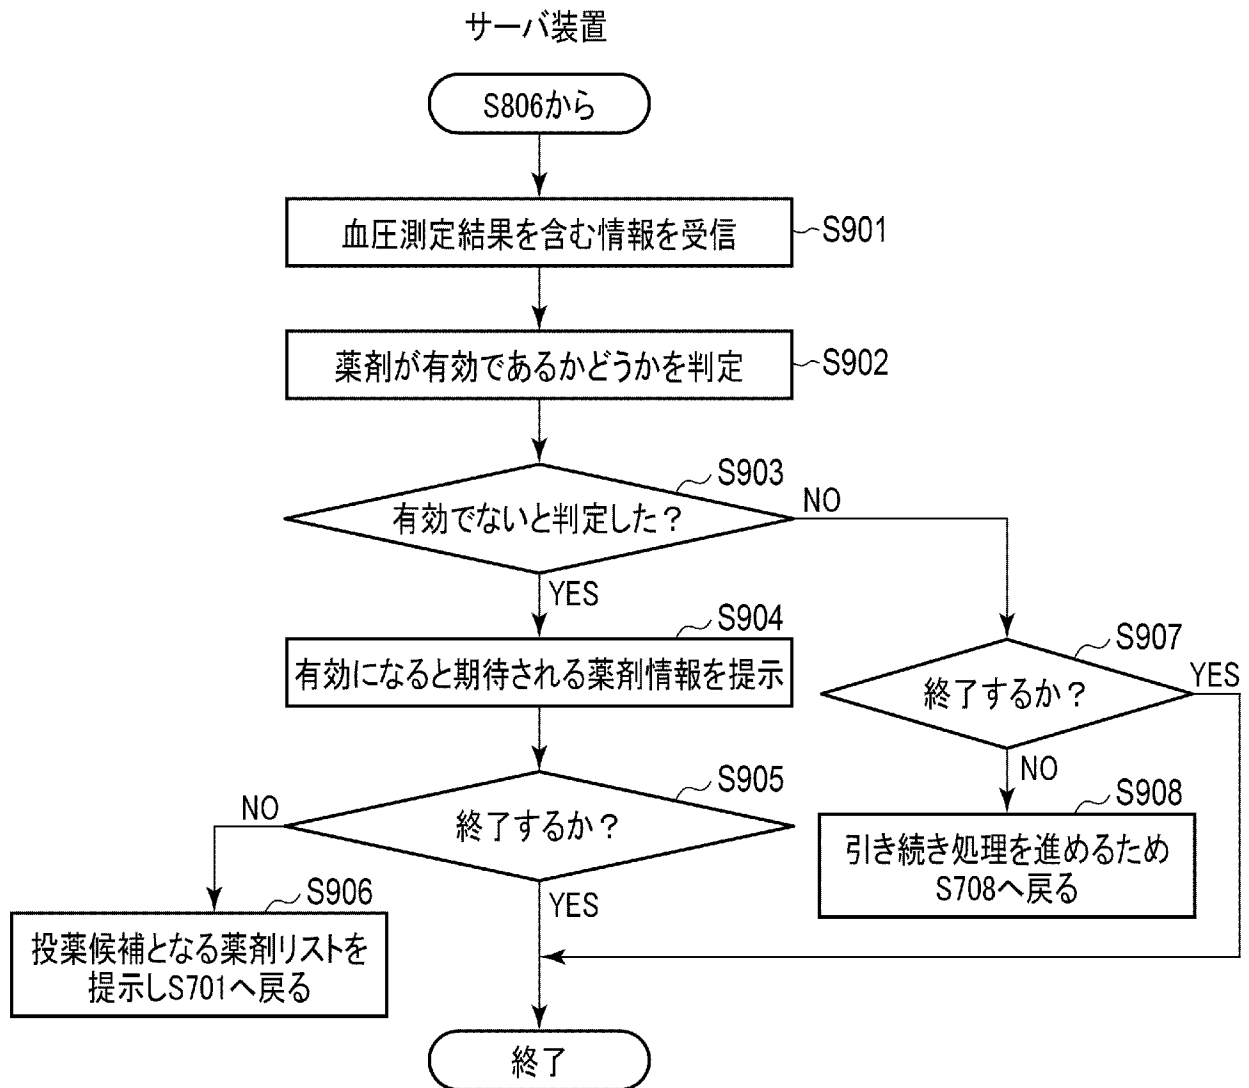 サーバ装置
S806から
血圧測定結果を含む情報を受信
S901
薬剤が有効であるかどうかを判定
S902
S903
有効でないと判定した？
NO
YES
S904
有効になると期待される薬剤情報を提示
S907
終了するか？
YES
NO
S905
終了するか？
NO
YES
S908
引き続き処理を進めるため
S708へ戻る
S906
投薬候補となる薬剤リストを
提示しS701へ戻る
終了